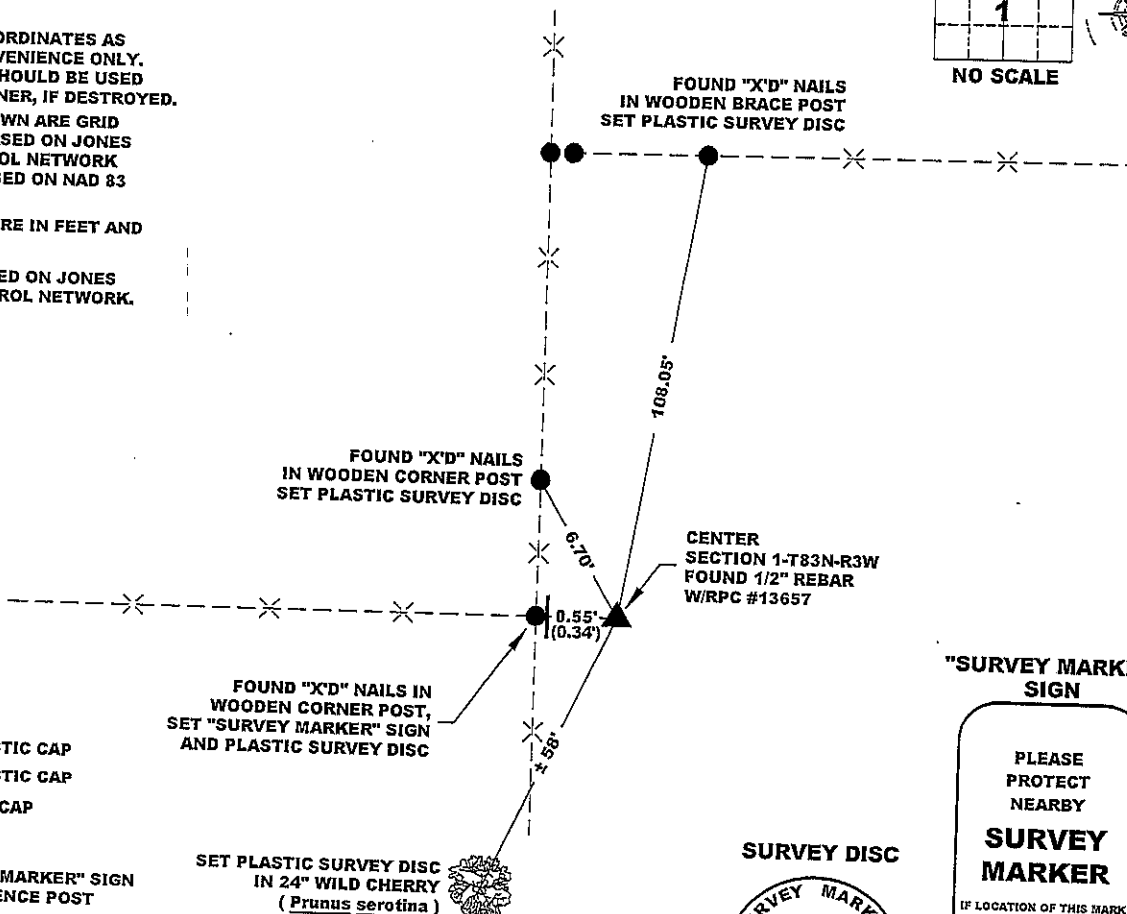 ORDINATES AS
VENIENCE ONLY.
HOULD BE USED
NER, IF DESTROYED.
WN ARE GRID
SED ON JONES
OL NETWORK
ED ON NAD 83
RE IN FEET AND
ED ON JONES
ROL NETWORK.
1
NO SCALE
FOUND "X'D" NAILS
IN WOODEN BRACE POST
SET PLASTIC SURVEY DISC
108.05'
FOUND "X'D" NAILS
IN WOODEN CORNER POST
SET PLASTIC SURVEY DISC
6.70'
CENTER
SECTION 1-T83N-R3W
FOUND 1/2" REBAR
W/RPC #13657
0.55'
(0.34')
FOUND "X'D" NAILS IN
WOODEN CORNER POST,
SET "SURVEY MARKER" SIGN
AND PLASTIC SURVEY DISC
± 58'
TIC CAP
TIC CAP
CAP
MARKER" SIGN
ENCE POST
SET PLASTIC SURVEY DISC
IN 24" WILD CHERRY
( Prunus serotina )
SURVEY DISC
RVEY MARK
"SURVEY MARK
SIGN
PLEASE
PROTECT
NEARBY
SURVEY
MARKER
IF LOCATION OF THIS MARK